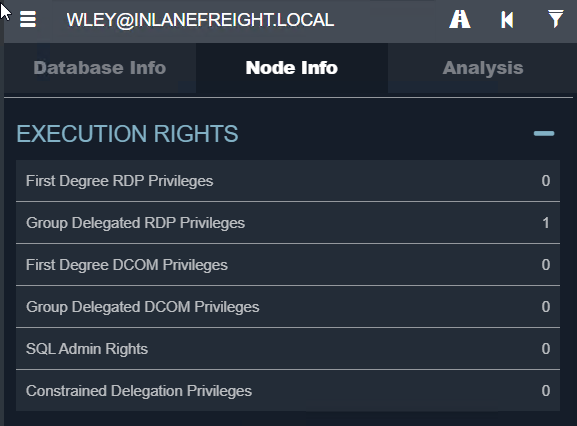 WLEY@INLANEFREIGHT.LOCAL
Database Info Node Info Analysis
EXECUTION RIGHTS
First Degree RDP Privileges 0
Group Delegated RDP Privileges 1
First Degree DCOM Privileges 0
Group Delegated DCOM Privileges 0
SQL Admin Rights 0
Constrained Delegation Privileges 0